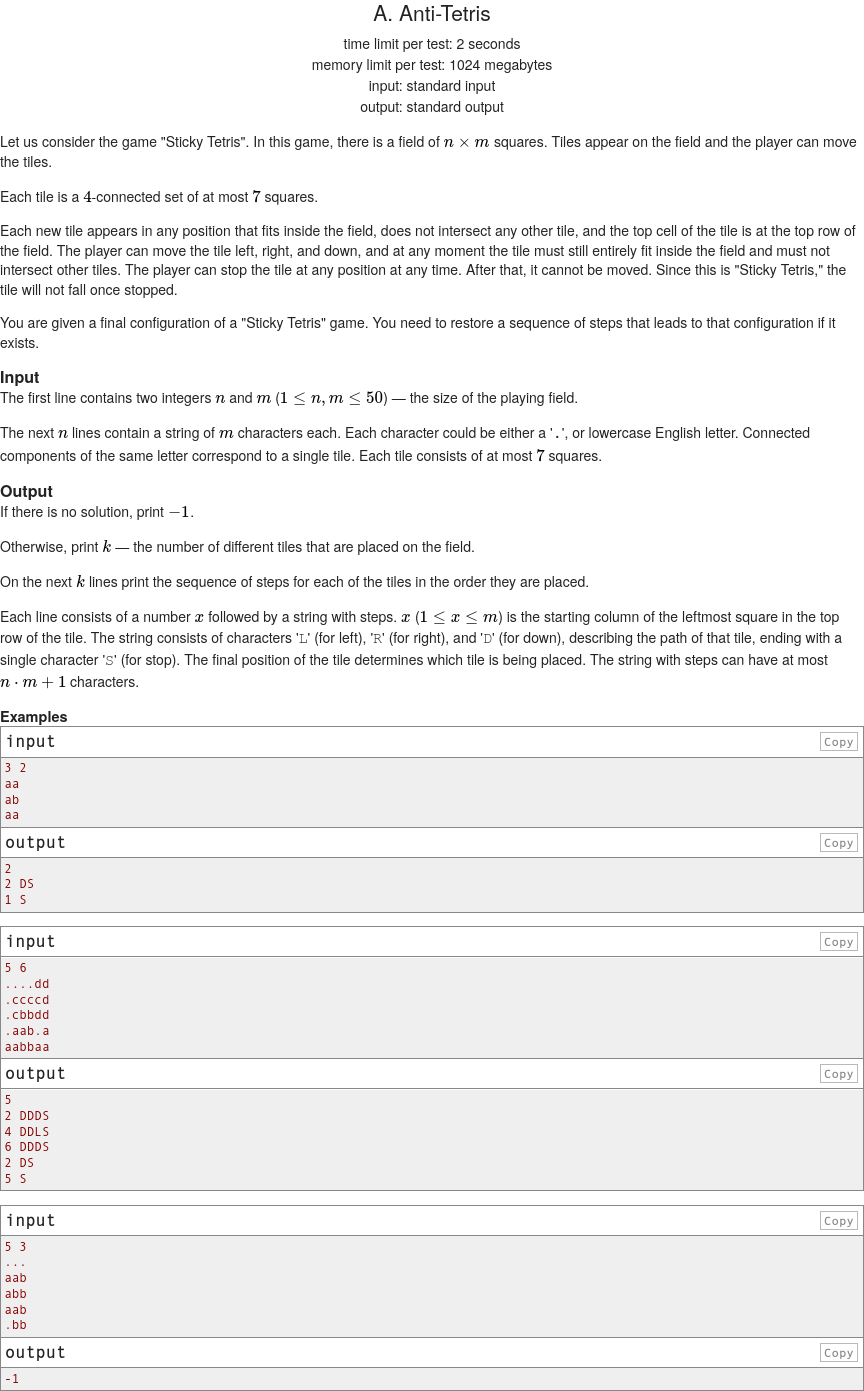 A. Anti-Tetris
time limit per test: 2 seconds
memory limit per test: 1024 megabytes
input: standard input
output: standard output
Let us consider the game "Sticky Tetris". In this game, there is a field of n × m squares. Tiles appear on the field and the player can move
the tiles.
Each tile is a 4-connected set of at most 7 squares.
Each new tile appears in any position that fits inside the field, does not intersect any other tile, and the top cell of the tile is at the top row of
the field. The player can move the tile left, right, and down, and at any moment the tile must still entirely fit inside the field and must not
intersect other tiles. The player can stop the tile at any position at any time. After that, it cannot be moved. Since this is "Sticky Tetris," the
tile will not fall once stopped.
You are given a final configuration of a "Sticky Tetris" game. You need to restore a sequence of steps that leads to that configuration if it
exists.
Input
The first line contains two integers n and m (1 ≤ n, m ≤ 50) — the size of the playing field.
The next n lines contain a string of m characters each. Each character could be either a '.', or lowercase English letter. Connected
components of the same letter correspond to a single tile. Each tile consists of at most 7 squares.
Output
If there is no solution, print −1.
Otherwise, print k — the number of different tiles that are placed on the field.
On the next k lines print the sequence of steps for each of the tiles in the order they are placed.
Each line consists of a number x followed by a string with steps. x (1 ≤ x ≤ m) is the starting column of the leftmost square in the top
row of the tile. The string consists of characters 'L' (for left), 'R' (for right), and 'D' (for down), describing the path of that tile, ending with a
single character 'S' (for stop). The final position of the tile determines which tile is being placed. The string with steps can have at most
n · m + 1 characters.
Examples
input
Copy
3 2
aa
ab
aa
output
Copy
2
2 DS
1 S
input
Copy
5 6
....dd
.ccccd
.cbbdd
.aab.a
aabbaa
output
Copy
5
2 DDDS
4 DDLS
6 DDDS
2 DS
5 S
input
Copy
5 3
...
aab
abb
aab
.bb
output
Copy
-1